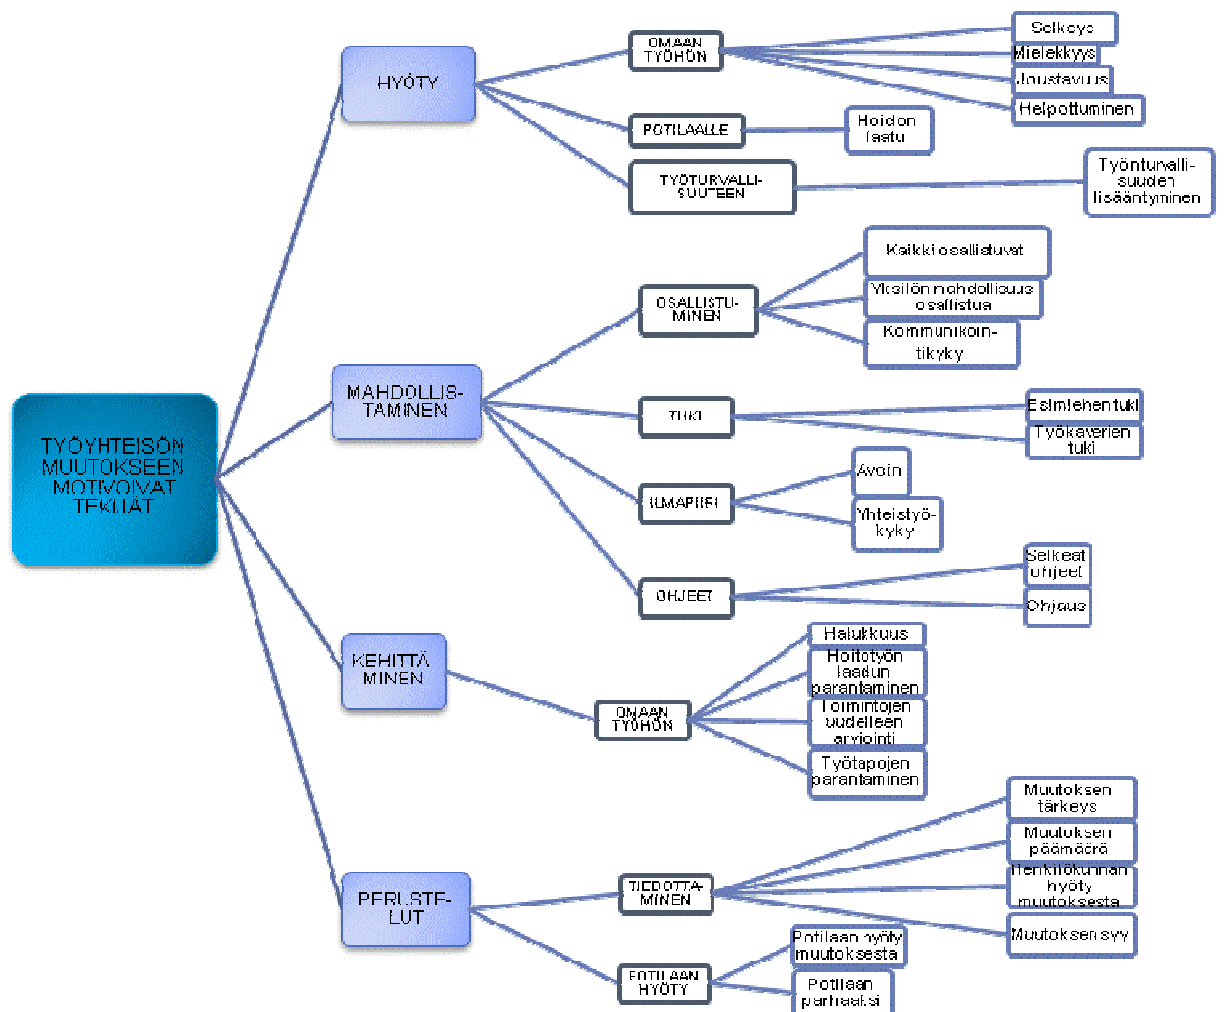 TYÖYHTEISÖN
MUUTOKSEEN
MOTIVOIVAT
TEKIJÄT
HYÖTY
OMAAN
TYÖHÖN
Selkeys
Mielekkyys
Joustavuus
Helpottuminen
POTILAALLE
Hoidon
laatu
TYÖTURVALLI-
SUUTEEN
Työnturvalli-
suuden
lisääntyminen
MAHDOLLIS-
TAMINEN
OSALLISTU-
MINEN
Kaikki osallistuvat
Yksilön mahdollisuus
osallistua
Kommunikoin-
tikyky
TUKI
Esimiehen tuki
Työkaverien
tuki
ILMAPIIRI
Avoin
Yhteistyö-
kyky
OHJEET
Selkeät
ohjeet
Ohjaus
KEHITTÄ
MINEN
OMAAN
TYÖHÖN
Halukkuus
Hoitotyön
laadun
parantaminen
Toimintojen
uudelleen
arviointi
Työtapojen
parantaminen
PERUSTE-
LUT
TIEDOTTA-
MINEN
Muutoksen
tärkeys
Muutoksen
päämäärä
Henkilökunnan
hyöty
muutoksesta
Muutoksen syy
POTILAAN
HYÖTY
Potilaan hyöty
muutoksesta
Potilaan
parhaaksi